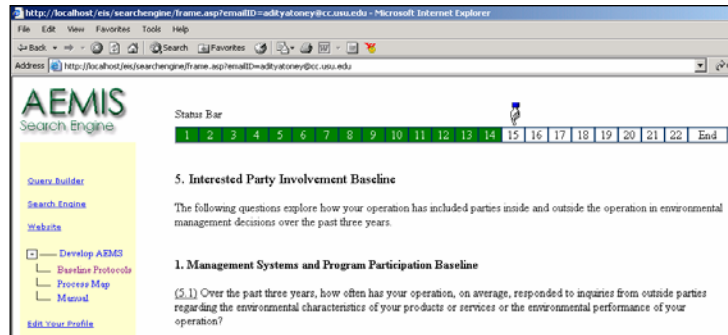 http://localhost/eis/searchengine/frame.asp?emailID=adityatoney@cc.usu.edu - Microsoft Internet Explorer
File Edit View Favorites Tools Help
Back Search Favorites
Address http://localhost/eis/searchengine/frame.asp?emailID=adityatoney@cc.usu.edu
AEMIS
Search Engine
Status Bar
1 2 3 4 5 6 7 8 9 10 11 12 13 14 15 16 17 18 19 20 21 22 End
Query Builder
Search Engine
Website
Develop AEMS
Baseline Protocols
Process Map
Manual
Edit Your Profile
5. Interested Party Involvement Baseline
The following questions explore how your operation has included parties inside and outside the operation in environmental
management decisions over the past three years.
1. Management Systems and Program Participation Baseline
(5.1) Over the past three years, how often has your operation, on average, responded to inquiries from outside parties
regarding the environmental characteristics of your products or services or the environmental performance of your
operation?